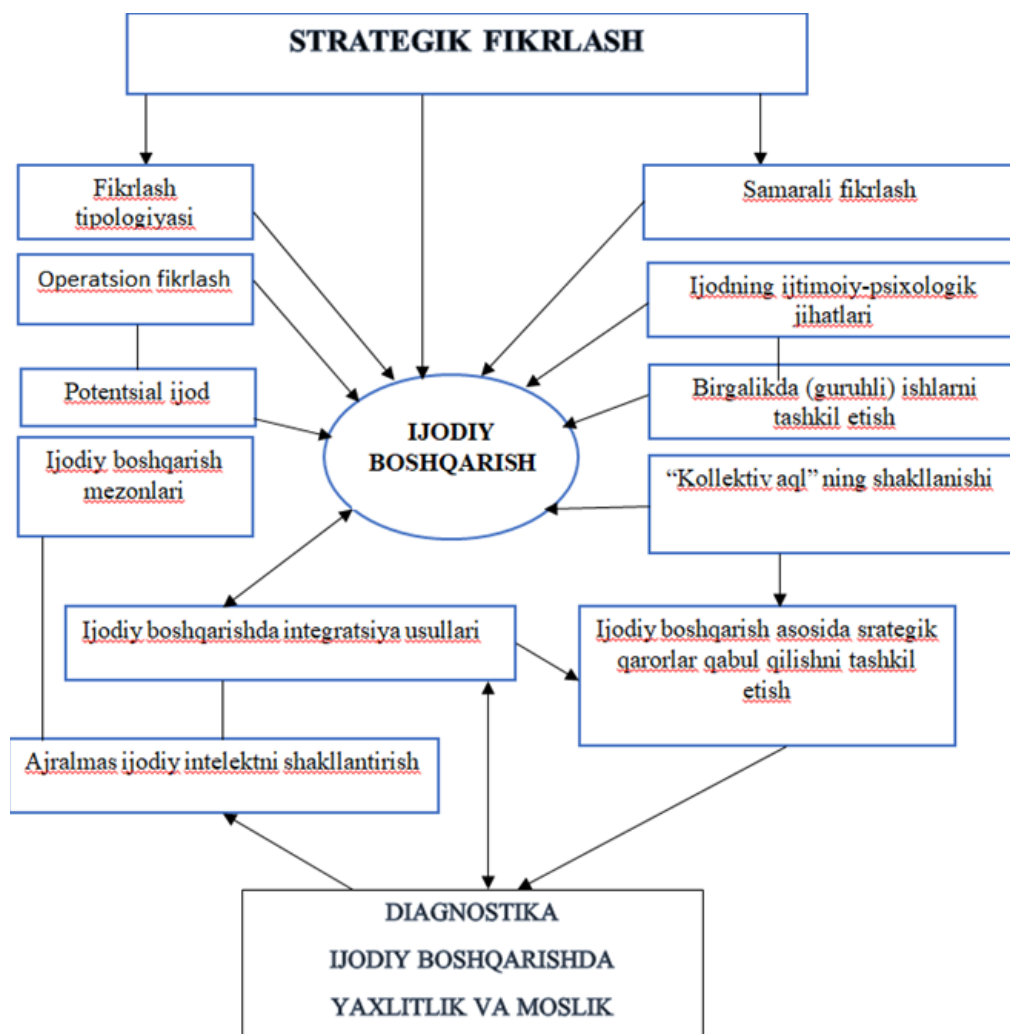 STRATEGIK FIKRLASH
Fikrlash
tipologiyasi
Samarali fikrlash
Operatsion fikrlash
Ijodning ijtimoiy-psixologik
jihatlari
Potentsial ijod
Birgalikda (guruhli) ishlarni
tashkil etish
IJODIY
BOSHQARISH
Ijodiy boshqarish
mezonlari
“Kollektiv aql” ning shakllanishi
Ijodiy boshqarishda integratsiya usullari
Ijodiy boshqarish asosida srategik
qarorlar qabul qilishni tashkil
etish
Ajralmas ijodiy intelektni shakllantirish
DIAGNOSTIKA
IJODIY BOSHQARISHDA
YAXLITLIK VA MOSLIK